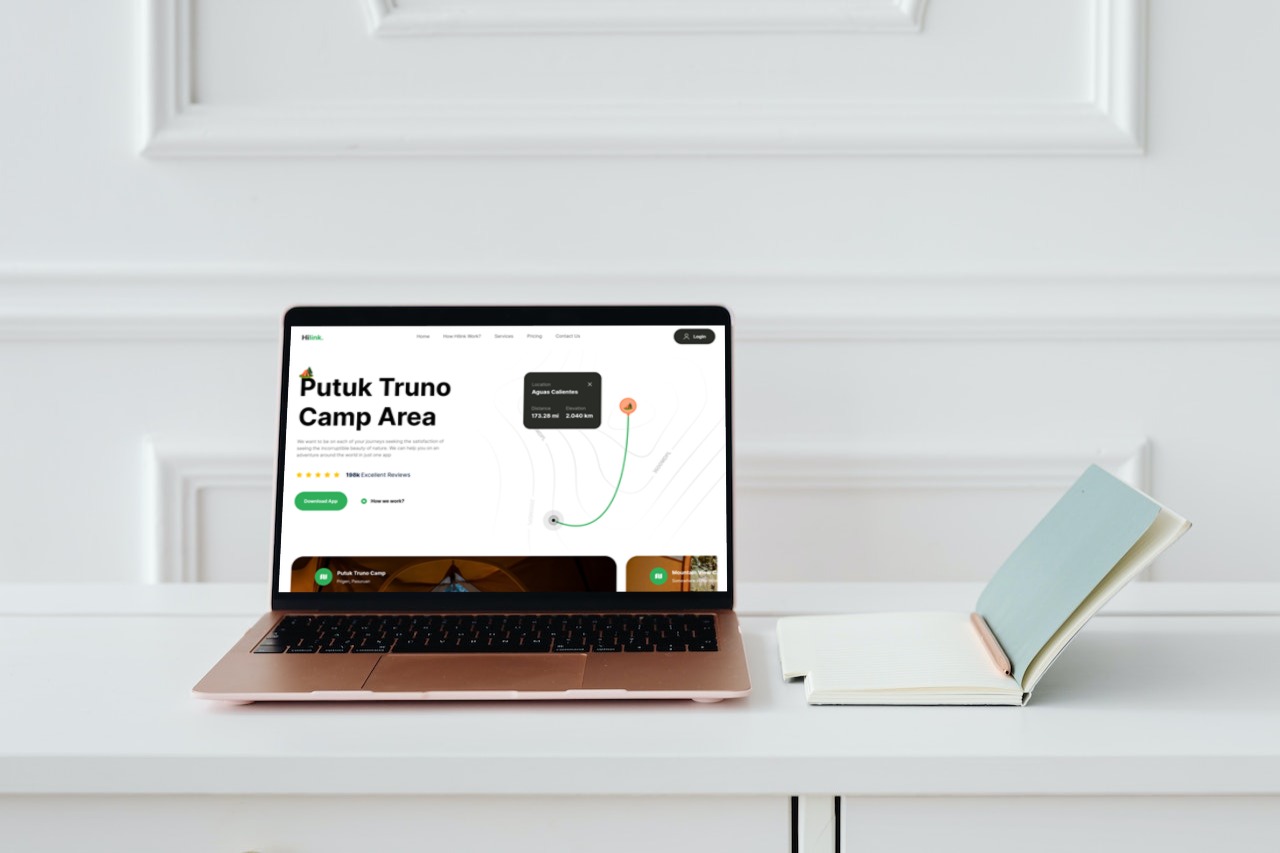 Hilink.
Home
How Hilink Work?
Services
Pricing
Contact Us
Login
Putuk Truno
Camp Area
We want to be on each of your journeys seeking the satisfaction of
seeing the incorruptible beauty of nature. We can help you on an
adventure around the world in just one app
198k Excellent Reviews
Download App
How we work?
Location
Aguas Calientes
Distance
Elevation
173.28 mi
2.040 km
Putuk Truno Camp
Prigen, Pasuruan
Mountain View C